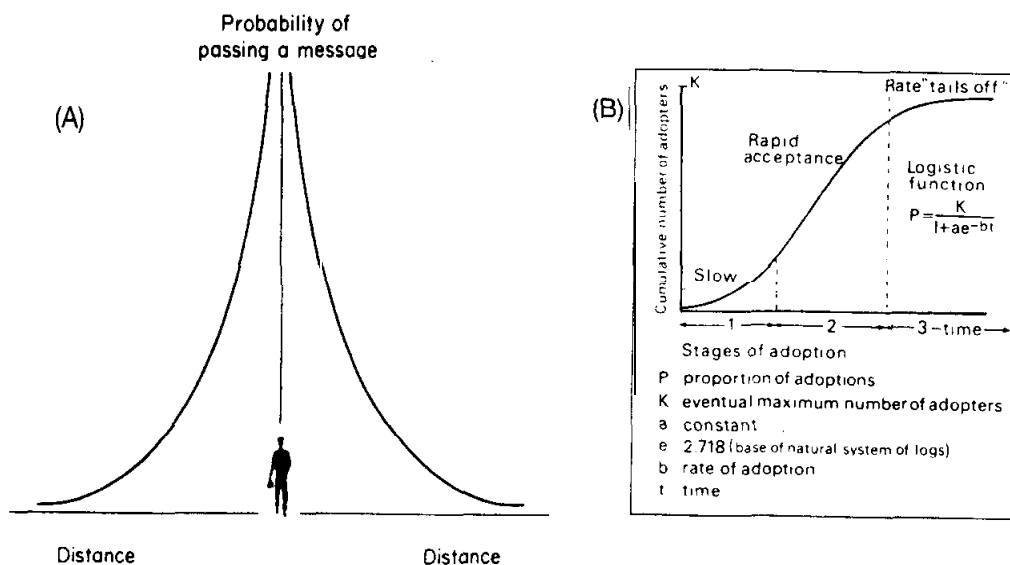 Probability of
passing a message
(A)
Distance
Distance
(B)
K
Rate "tails off"
Cumulative number of adopters
Rapid
acceptance
Logistic
function
P = K / 1+ae-bt
Slow
1
2
3-time
Stages of adoption
P proportion of adoptions
K eventual maximum number of adopters
a constant
e 2.718 (base of natural system of logs)
b rate of adoption
t time